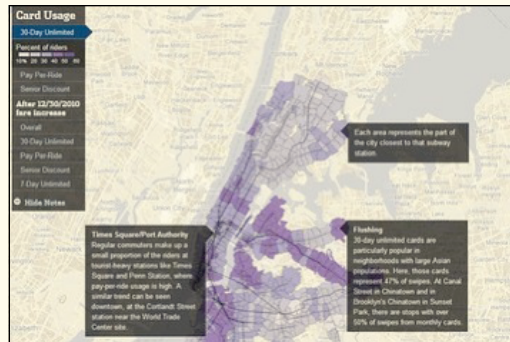 Card Usage
30-Day Unlimited
Percent of riders
10% 20 30 40 50 60
Pay Per-Ride
Senior Discount
After 12/30/2010
fare increase
Overall
30-Day Unlimited
Pay Per-Ride
Senior Discount
7-Day Unlimited
Hide Notes
Each area represents the part
of the city closest to that subway
station.
Times Square/Port Authority
Regular commuters make up a
small proportion of the riders at
tourist-heavy stations like Times
Square and Penn Station, where
pay-per-ride usage is high. A
similar trend can be seen
downtown, at the Cortlandt Street
station near the World Trade
Center site.
Flushing
30-day unlimited cards are
particularly popular in
neighborhoods with large Asian
populations. Here, those cards
represent 47% of swipes. At Canal
Street in Chinatown and in
Brooklyn's Chinatown in Sunset
Park, there are stops with over
50% of swipes from monthly cards.